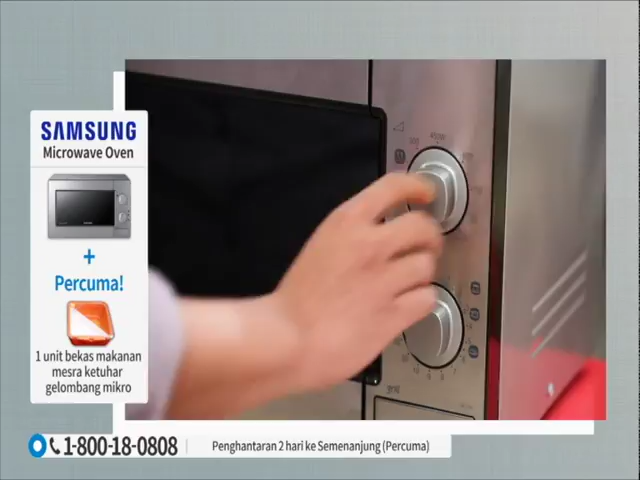 SAMSUNG
Microwave Oven
+
Percuma!
1 unit bekas makanan
mesra ketuhar
gelombang mikro
1-800-18-0808
Penghantaran 2 hari ke Semenanjung (Percuma)